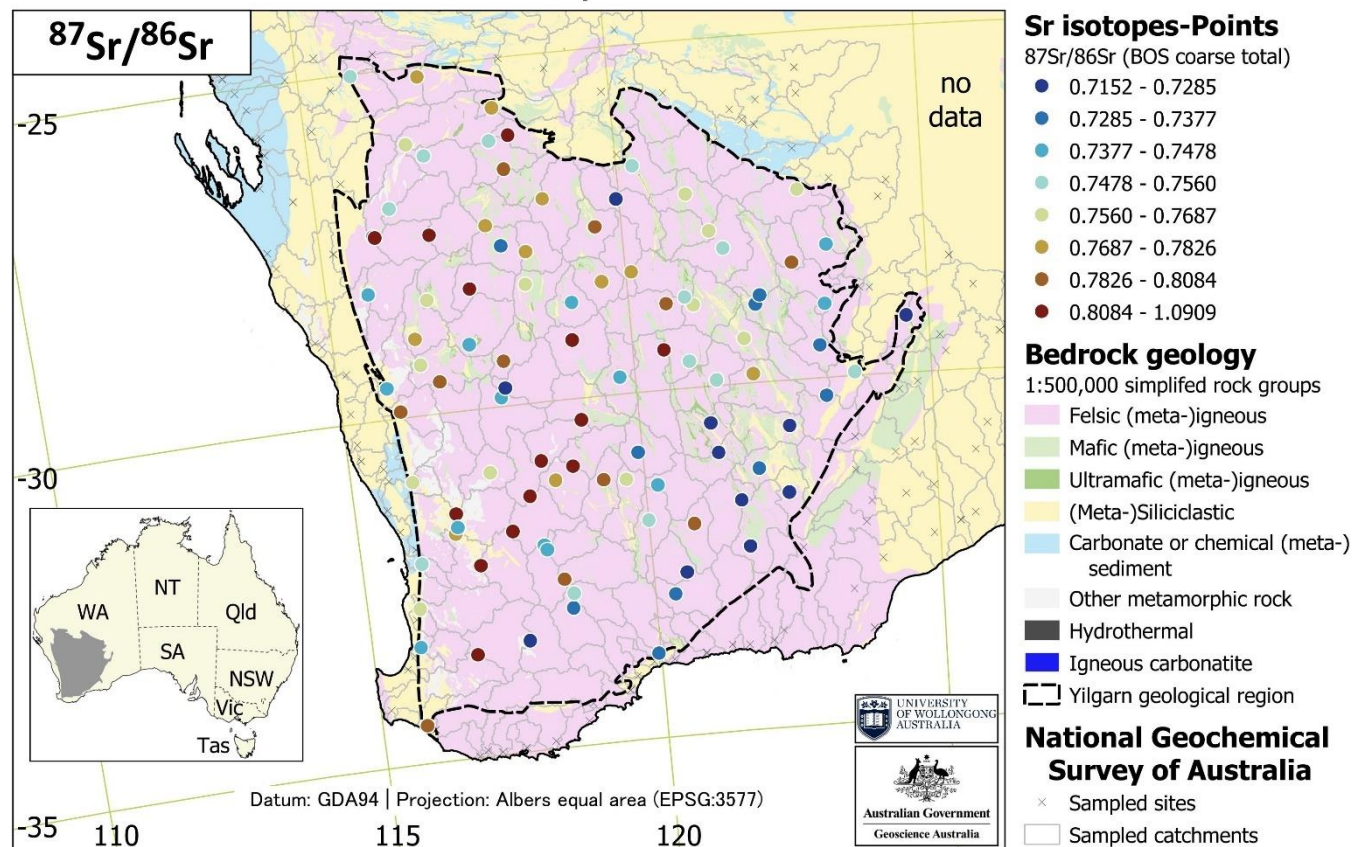 87Sr/86Sr
no
data
-25
-30
-35
110
115
120
WA
NT
Qld
SA
NSW
Vic
Tas
Datum: GDA94 | Projection: Albers equal area (EPSG:3577)
UNIVERSITY
OF WOLLONGONG
AUSTRALIA
Australian Government
Geoscience Australia
Sr isotopes-Points
87Sr/86Sr (BOS coarse total)
0.7152 - 0.7285
0.7285 - 0.7377
0.7377 - 0.7478
0.7478 - 0.7560
0.7560 - 0.7687
0.7687 - 0.7826
0.7826 - 0.8084
0.8084 - 1.0909
Bedrock geology
1:500,000 simplifed rock groups
Felsic (meta-)igneous
Mafic (meta-)igneous
Ultramafic (meta-)igneous
(Meta-)Siliciclastic
Carbonate or chemical (meta-)
sediment
Other metamorphic rock
Hydrothermal
Igneous carbonatite
Yilgarn geological region
National Geochemical
Survey of Australia
Sampled sites
Sampled catchments